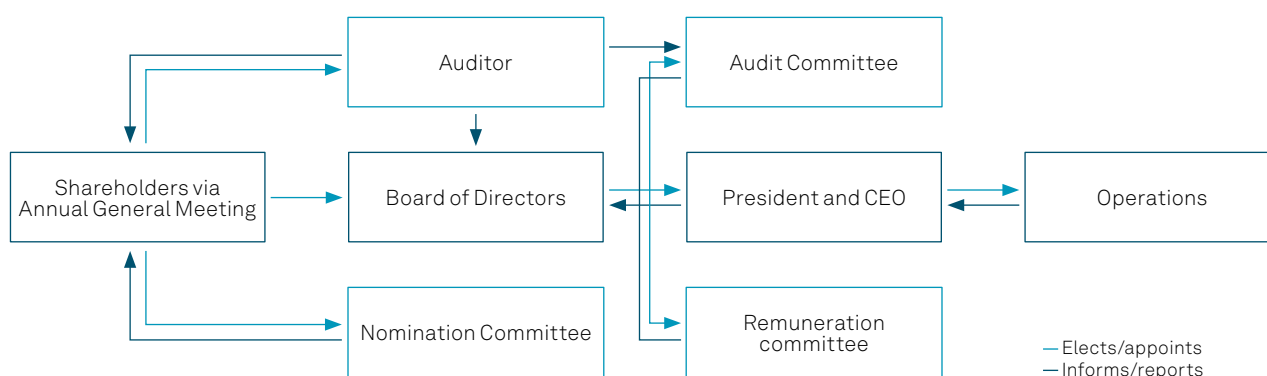 Auditor
Audit Committee
Shareholders via
Annual General Meeting
Board of Directors
President and CEO
Operations
Nomination Committee
Remuneration
committee
Elects/appoints
Informs/reports